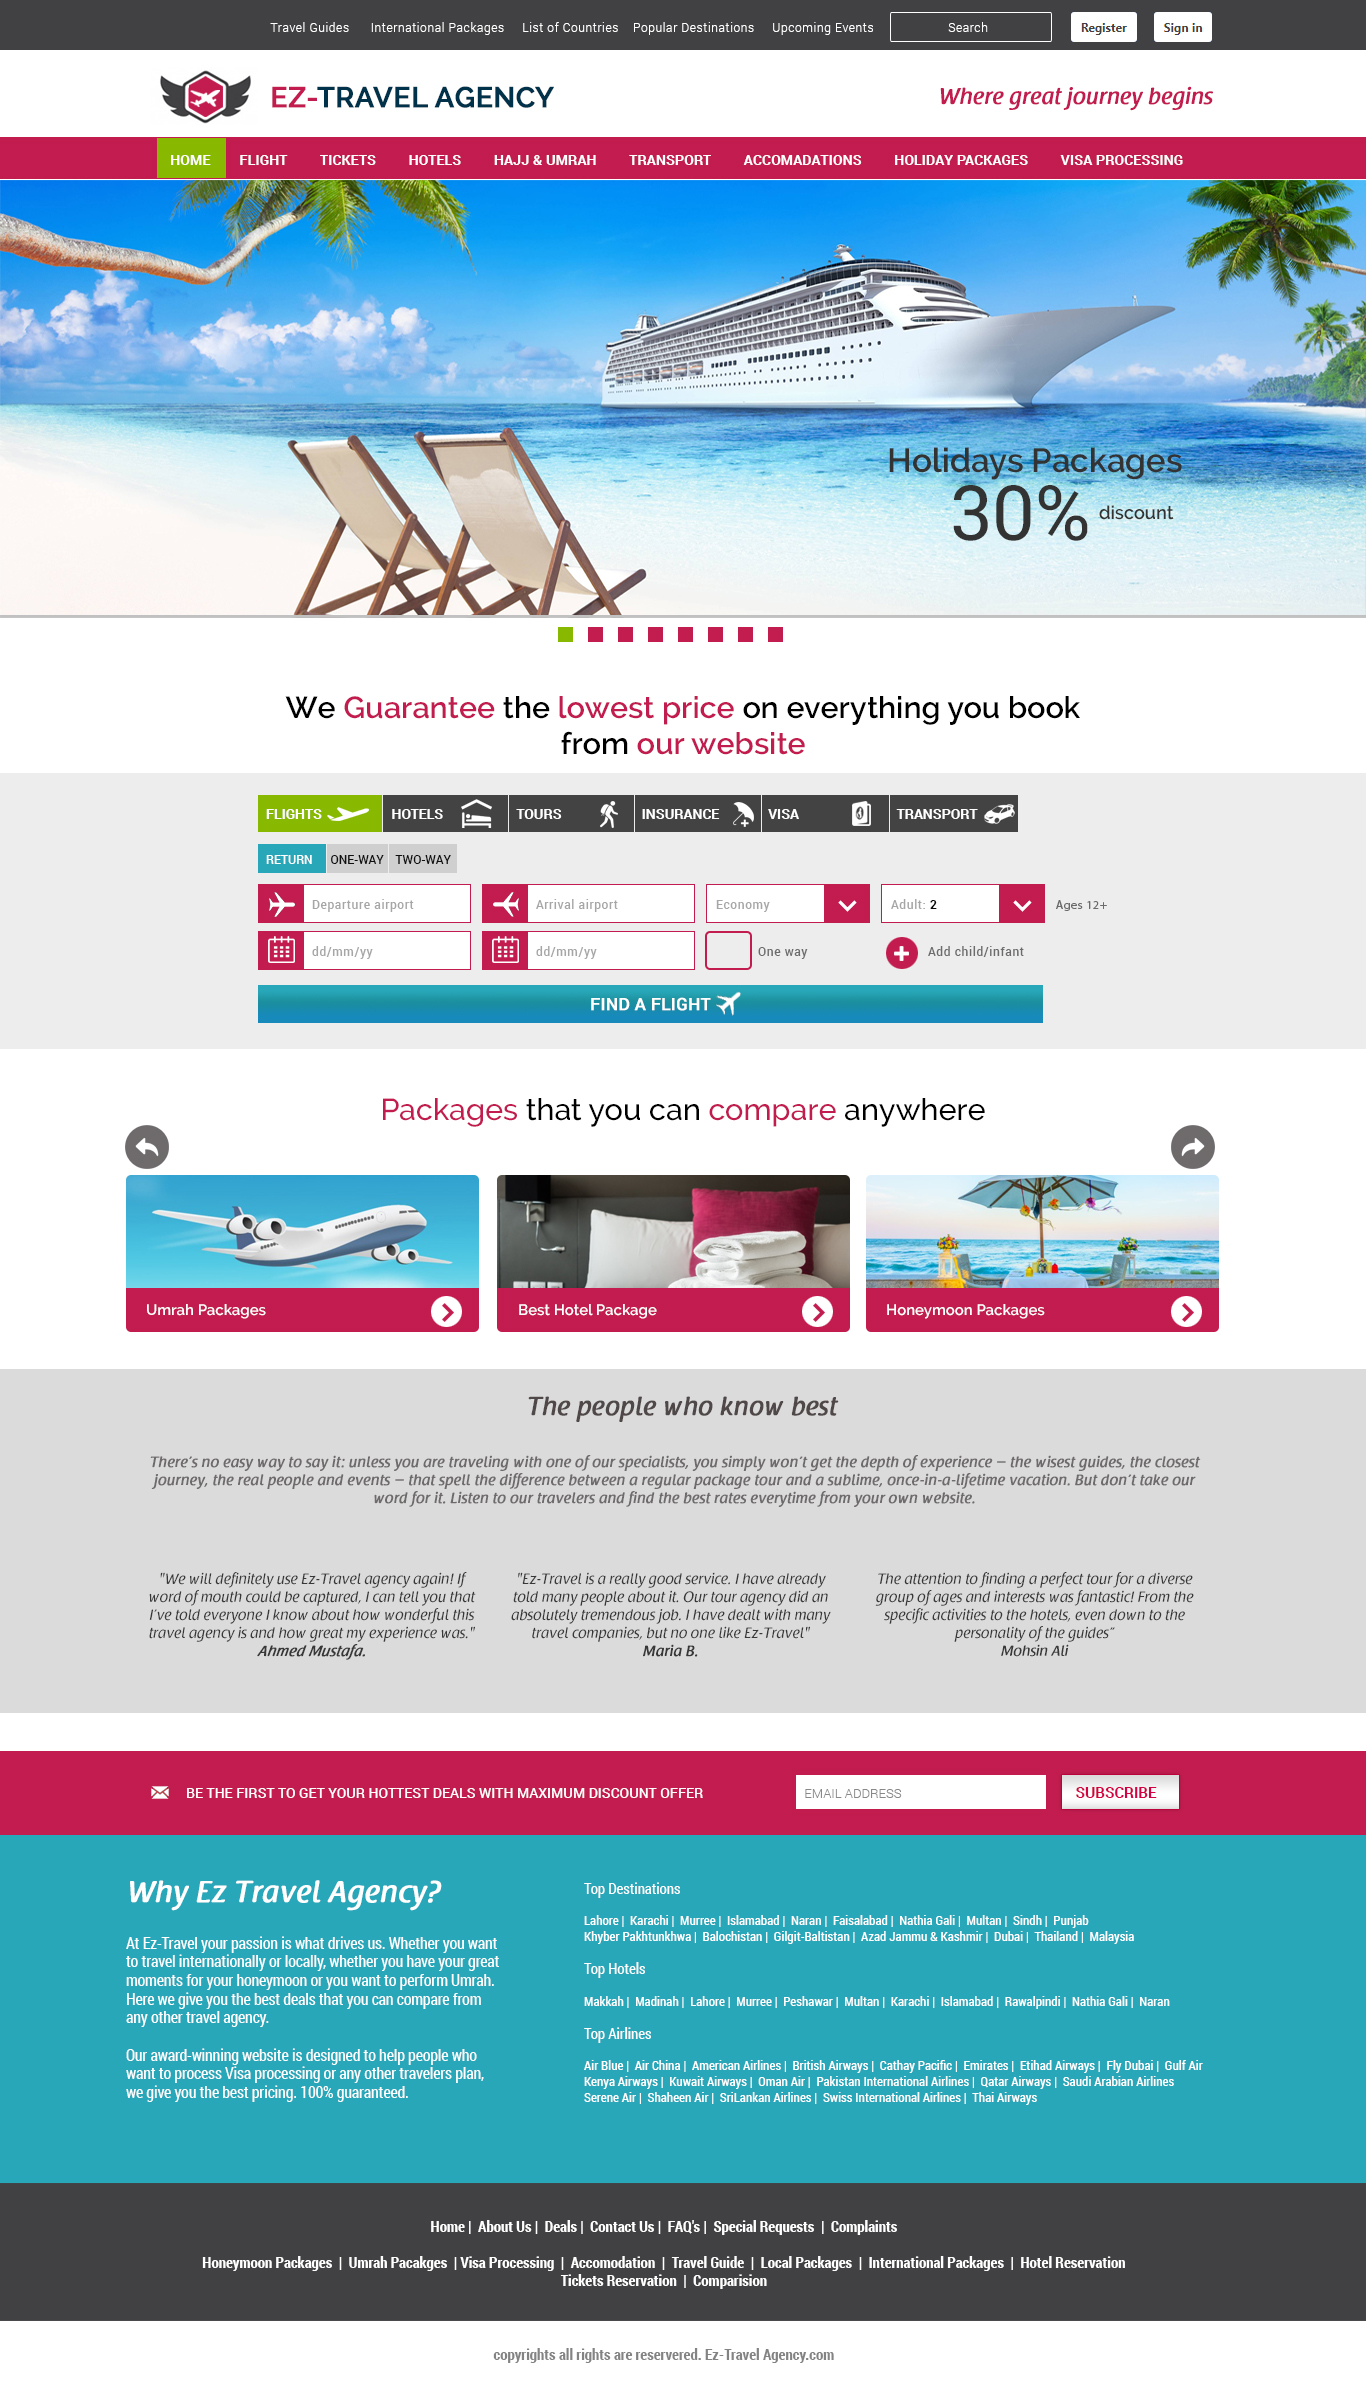 Travel Guides International Packages List of Countries Popular Destinations Upcoming Events Search Register Sign in
EZ-TRAVEL AGENCY
Where great journey begins
HOME FLIGHT TICKETS HOTELS HAJJ & UMRAH TRANSPORT ACCOMADATIONS HOLIDAY PACKAGES VISA PROCESSING
Holidays Packages
30% discount
We Guarantee the lowest price on everything you book
from our website
FLIGHTS HOTELS TOURS INSURANCE VISA TRANSPORT
RETURN ONE-WAY TWO-WAY
Departure airport Arrival airport Economy Adult: 2 Ages 12+
dd/mm/yy dd/mm/yy One way Add child/infant
FIND A FLIGHT
Packages that you can compare anywhere
Umrah Packages Best Hotel Package Honeymoon Packages
The people who know best
There's no easy way to say it: unless you are traveling with one of our specialists, you simply won't get the depth of experience – the wisest guides, the closest
journey, the real people and events – that spell the difference between a regular package tour and a sublime, once-in-a-lifetime vacation. But don't take our
word for it. Listen to our travelers and find the best rates everytime from your own website.
"We will definitely use Ez-Travel agency again! If
word of mouth could be captured, I can tell you that
I've told everyone I know about how wonderful this
travel agency is and how great my experience was."
Ahmed Mustafa.
"Ez-Travel is a really good service. I have already
told many people about it. Our tour agency did an
absolutely tremendous job. I have dealt with many
travel companies, but no one like Ez-Travel"
Maria B.
The attention to finding a perfect tour for a diverse
group of ages and interests was fantastic! From the
specific activities to the hotels, even down to the
personality of the guides"
Mohsin Ali
BE THE FIRST TO GET YOUR HOTTEST DEALS WITH MAXIMUM DISCOUNT OFFER EMAIL ADDRESS SUBSCRIBE
Why Ez Travel Agency?
At Ez-Travel your passion is what drives us. Whether you want
to travel internationally or locally, whether you have your great
moments for your honeymoon or you want to perform Umrah.
Here we give you the best deals that you can compare from
any other travel agency.
Our award-winning website is designed to help people who
want to process Visa processing or any other travelers plan,
we give you the best pricing. 100% guaranteed.
Top Destinations
Lahore | Karachi | Murree | Islamabad | Naran | Faisalabad | Nathia Gali | Multan | Sindh | Punjab
Khyber Pakhtunkhwa | Balochistan | Gilgit-Baltistan | Azad Jammu & Kashmir | Dubai | Thailand | Malaysia
Top Hotels
Makkah | Madinah | Lahore | Murree | Peshawar | Multan | Karachi | Islamabad | Rawalpindi | Nathia Gali | Naran
Top Airlines
Air Blue | Air China | American Airlines | British Airways | Cathay Pacific | Emirates | Etihad Airways | Fly Dubai | Gulf Air
Kenya Airways | Kuwait Airways | Oman Air | Pakistan International Airlines | Qatar Airways | Saudi Arabian Airlines
Serene Air | Shaheen Air | SriLankan Airlines | Swiss International Airlines | Thai Airways
Home | About Us | Deals | Contact Us | FAQ's | Special Requests | Complaints
Honeymoon Packages | Umrah Pacakges | Visa Processing | Accomodation | Travel Guide | Local Packages | International Packages | Hotel Reservation
Tickets Reservation | Comparision
copyrights all rights are reservered. Ez-Travel Agency.com